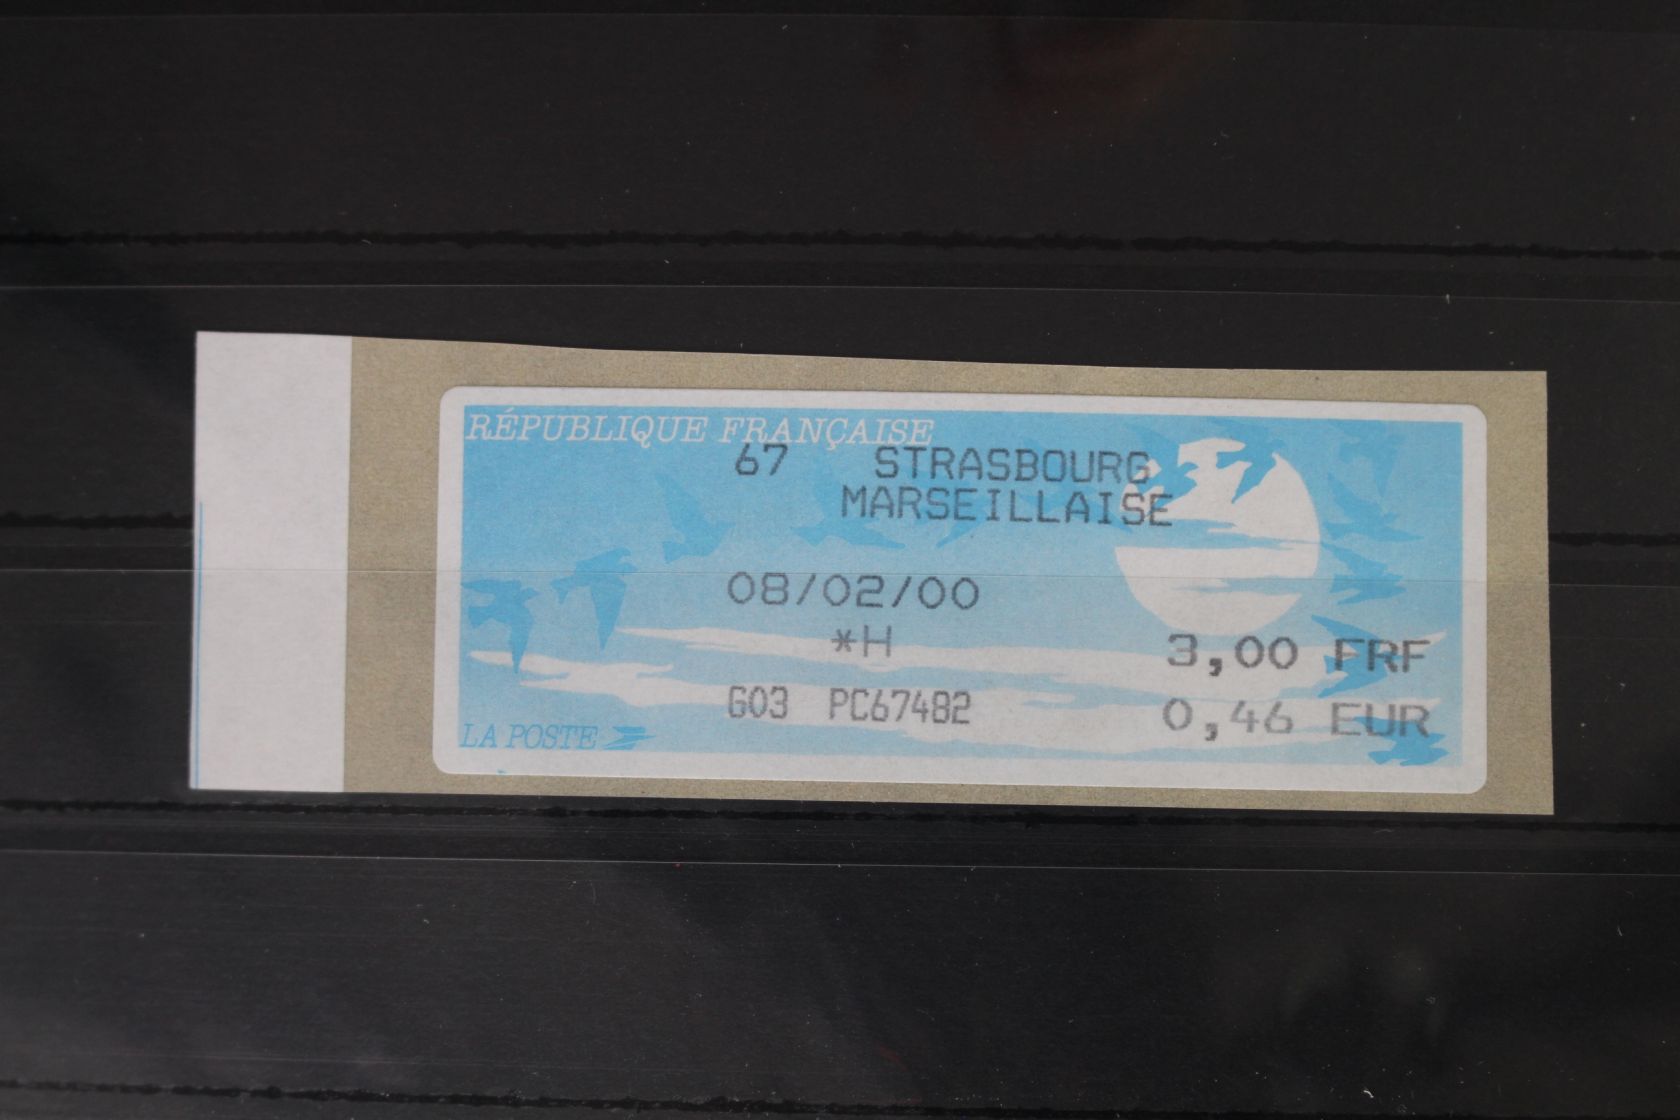 RÉPUBLIQUE FRANÇAISE
67 STRASBOURG
MARSEILLAISE
08/02/00
*H 3,00 FRF
G03 PC67482 0,46 EUR
LA POSTE